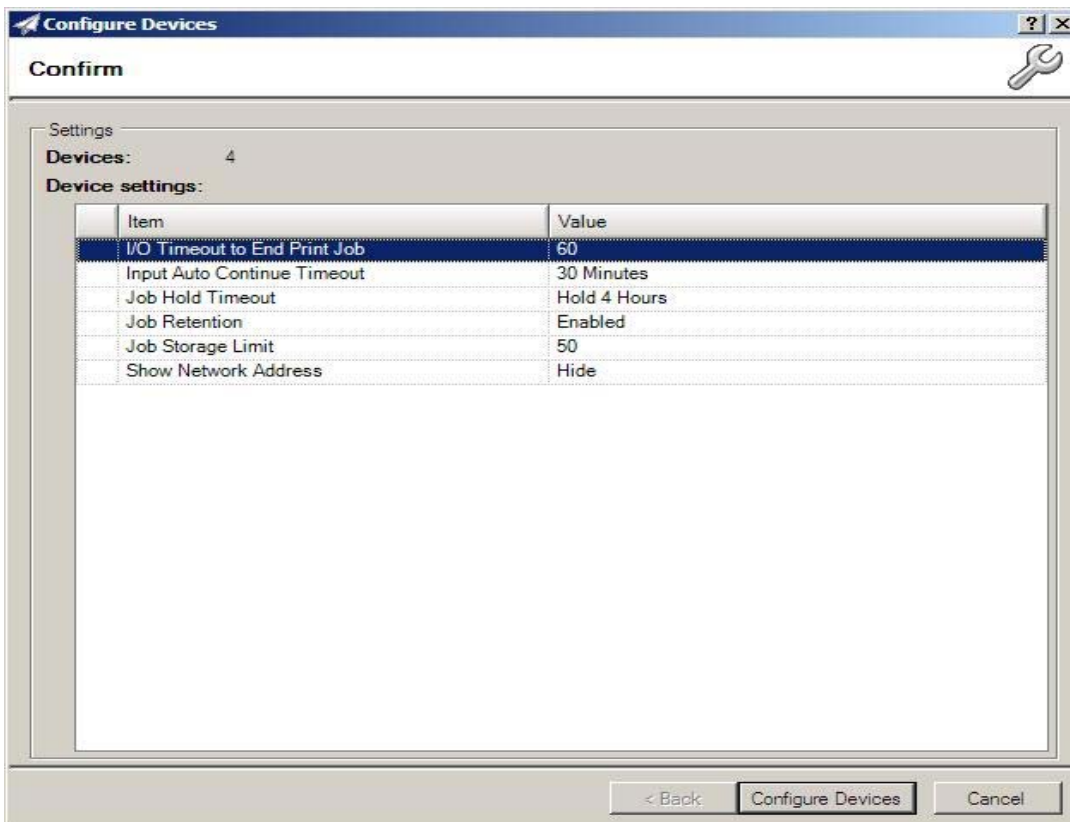 Configure Devices
Confirm
Settings
Devices: 4
Device settings:
Item Value
I/O Timeout to End Print Job 60
Input Auto Continue Timeout 30 Minutes
Job Hold Timeout Hold 4 Hours
Job Retention Enabled
Job Storage Limit 50
Show Network Address Hide
< Back Configure Devices Cancel